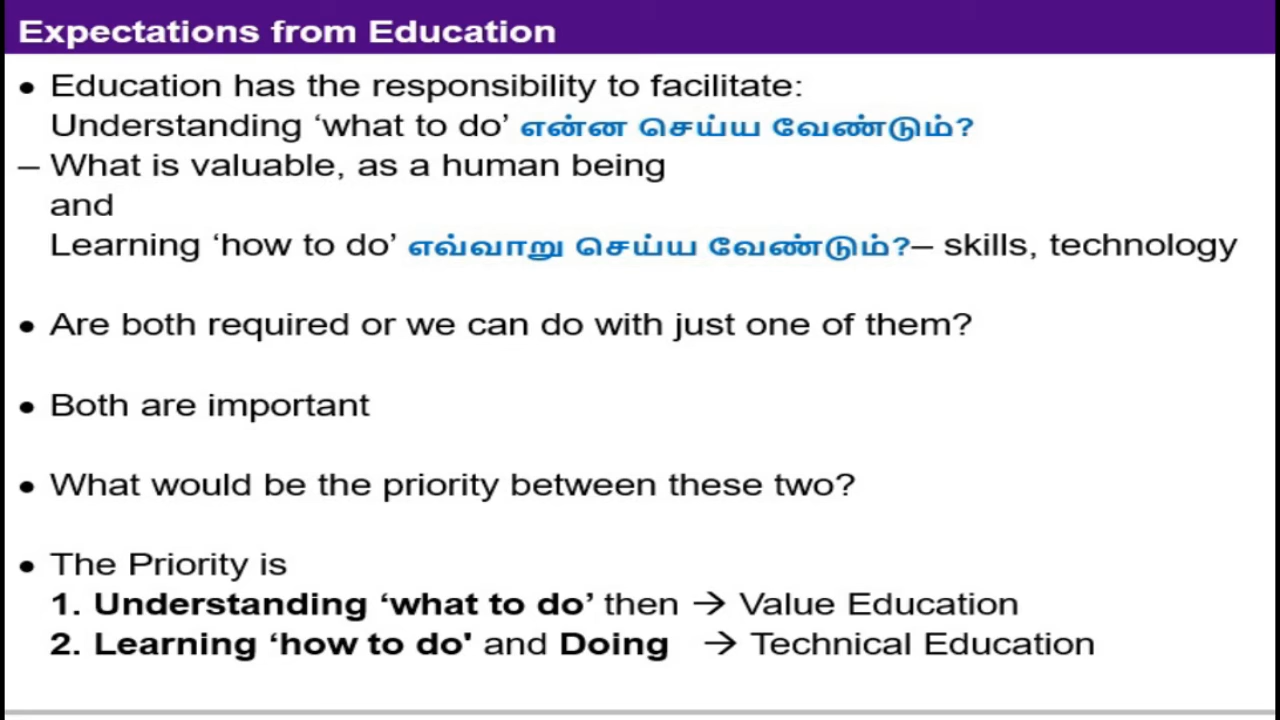 Expectations from Education
• Education has the responsibility to facilitate:
Understanding ‘what to do’ என்ன செய்ய வேண்டும்?
– What is valuable, as a human being
and
Learning ‘how to do’ எவ்வாறு செய்ய வேண்டும்?– skills, technology
• Are both required or we can do with just one of them?
• Both are important
• What would be the priority between these two?
• The Priority is
1. Understanding ‘what to do’ then → Value Education
2. Learning ‘how to do' and Doing → Technical Education